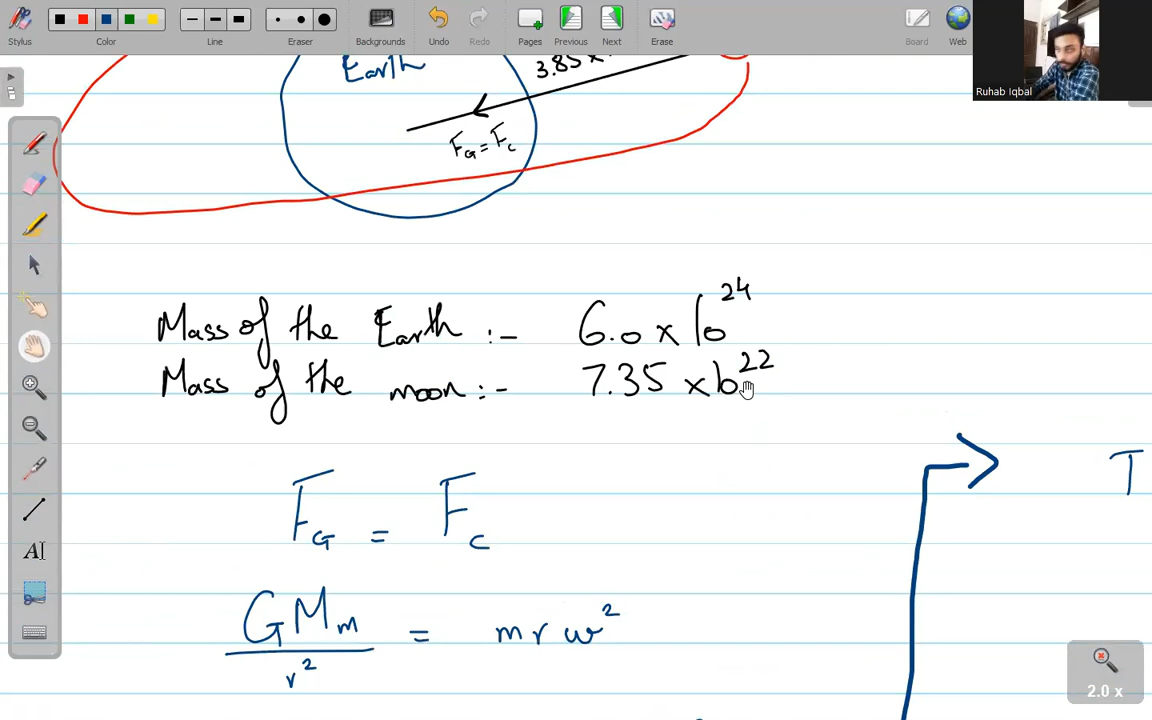 Stylus Color Line Eraser Backgrounds Undo Redo Pages Previous Next Erase Board Web
Ruhab Iqbal
Earth
3.85 x
F_G = F_c
Mass of the Earth :- 6.0 x 10^24
Mass of the moon :- 7.35 x 10^22
F_G = F_c
T
GMm = m r ω^2
r^2
A
2.0 x